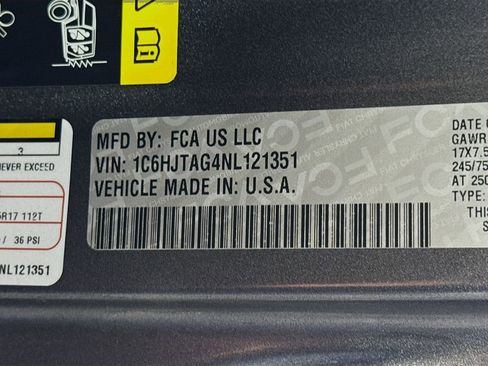 MFD BY: FCA US LLC
VIN: 1C6HJTAG4NL121351
VEHICLE MADE IN: U.S.A.
3
NEVER EXCEED
R17 112T
/ 36 PSI
NL121351
DATE O
GAWR
17X7.5
245/75
AT 250
TYPE:
THIS
S